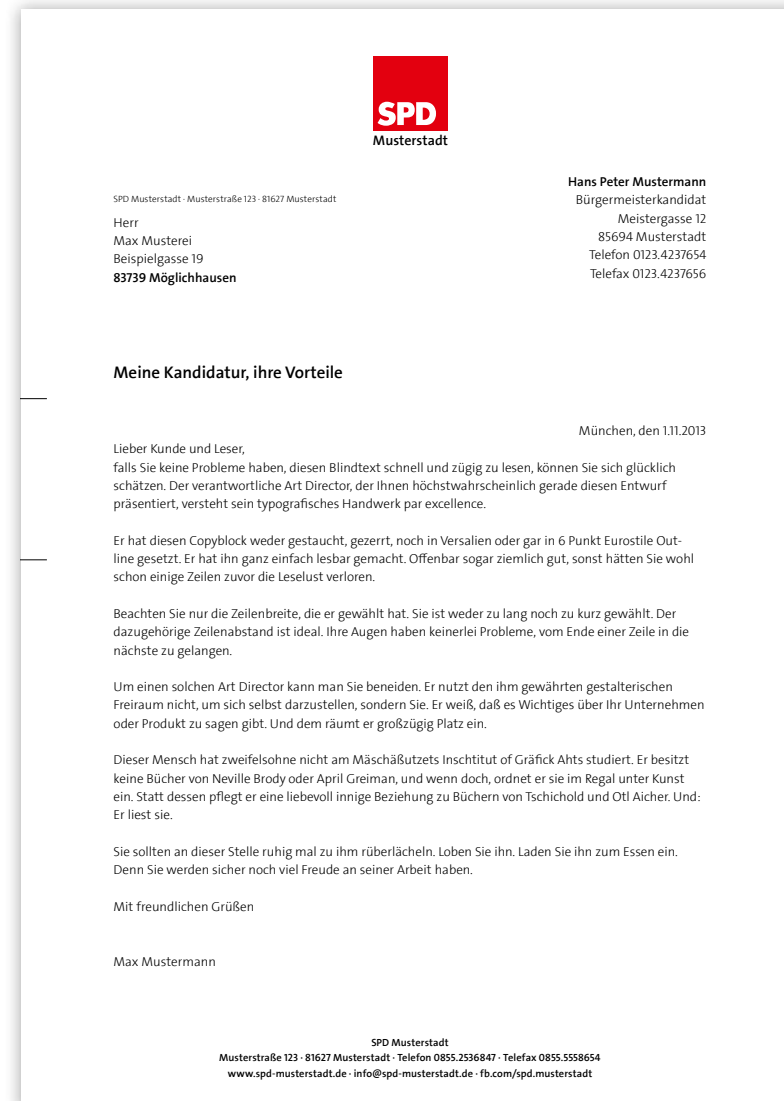 SPD
Musterstadt
SPD Musterstadt · Musterstraße 123 · 81627 Musterstadt
Herr
Max Musterei
Beispielgasse 19
83739 Möglichhausen
Hans Peter Mustermann
Bürgermeisterkandidat
Meistergasse 12
85694 Musterstadt
Telefon 0123.4237654
Telefax 0123.4237656
Meine Kandidatur, ihre Vorteile
München, den 1.11.2013
Lieber Kunde und Leser,
falls Sie keine Probleme haben, diesen Blindtext schnell und zügig zu lesen, können Sie sich glücklich
schätzen. Der verantwortliche Art Director, der Ihnen höchstwahrscheinlich gerade diesen Entwurf
präsentiert, versteht sein typografisches Handwerk par excellence.
Er hat diesen Copyblock weder gestaucht, gezerrt, noch in Versalien oder gar in 6 Punkt Eurostile Out-
line gesetzt. Er hat ihn ganz einfach lesbar gemacht. Offenbar sogar ziemlich gut, sonst hätten Sie wohl
schon einige Zeilen zuvor die Leselust verloren.
Beachten Sie nur die Zeilenbreite, die er gewählt hat. Sie ist weder zu lang noch zu kurz gewählt. Der
dazugehörige Zeilenabstand ist ideal. Ihre Augen haben keinerlei Probleme, vom Ende einer Zeile in die
nächste zu gelangen.
Um einen solchen Art Director kann man Sie beneiden. Er nutzt den ihm gewährten gestalterischen
Freiraum nicht, um sich selbst darzustellen, sondern Sie. Er weiß, daß es Wichtiges über Ihr Unternehmen
oder Produkt zu sagen gibt. Und dem räumt er großzügig Platz ein.
Dieser Mensch hat zweifelsohne nicht am Mäschäßutzets Inschtitut of Gräfick Ahts studiert. Er besitzt
keine Bücher von Neville Brody oder April Greiman, und wenn doch, ordnet er sie im Regal unter Kunst
ein. Statt dessen pflegt er eine liebevoll innige Beziehung zu Büchern von Tschichold und Otl Aicher. Und:
Er liest sie.
Sie sollten an dieser Stelle ruhig mal zu ihm rüberlächeln. Loben Sie ihn. Laden Sie ihn zum Essen ein.
Denn Sie werden sicher noch viel Freude an seiner Arbeit haben.
Mit freundlichen Grüßen
Max Mustermann
SPD Musterstadt
Musterstraße 123 · 81627 Musterstadt · Telefon 0855.2536847 · Telefax 0855.5558654
www.spd-musterstadt.de · info@spd-musterstadt.de · fb.com/spd.musterstadt